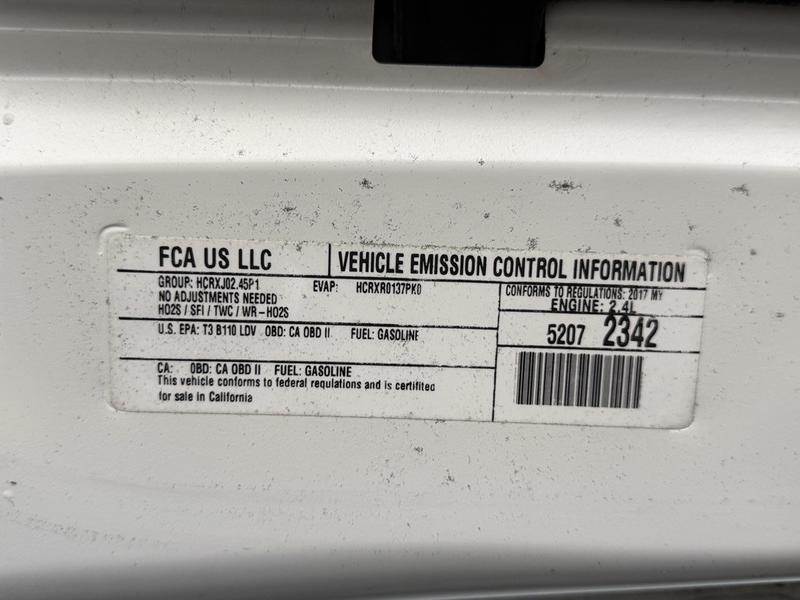 FCA US LLC
VEHICLE EMISSION CONTROL INFORMATION
GROUP: HCRXJ02.45P1 EVAP: HCRXR0137PK0
NO ADJUSTMENTS NEEDED
HO2S / SFI / TWC / WR - HO2S
CONFORMS TO REGULATIONS: 2017 MY
ENGINE: 2.4L
U.S. EPA: T3 B110 LDV OBD: CA OBD II FUEL: GASOLINE
5207 2342
CA: OBD: CA OBD II FUEL: GASOLINE
This vehicle conforms to federal regulations and is certified
for sale in California